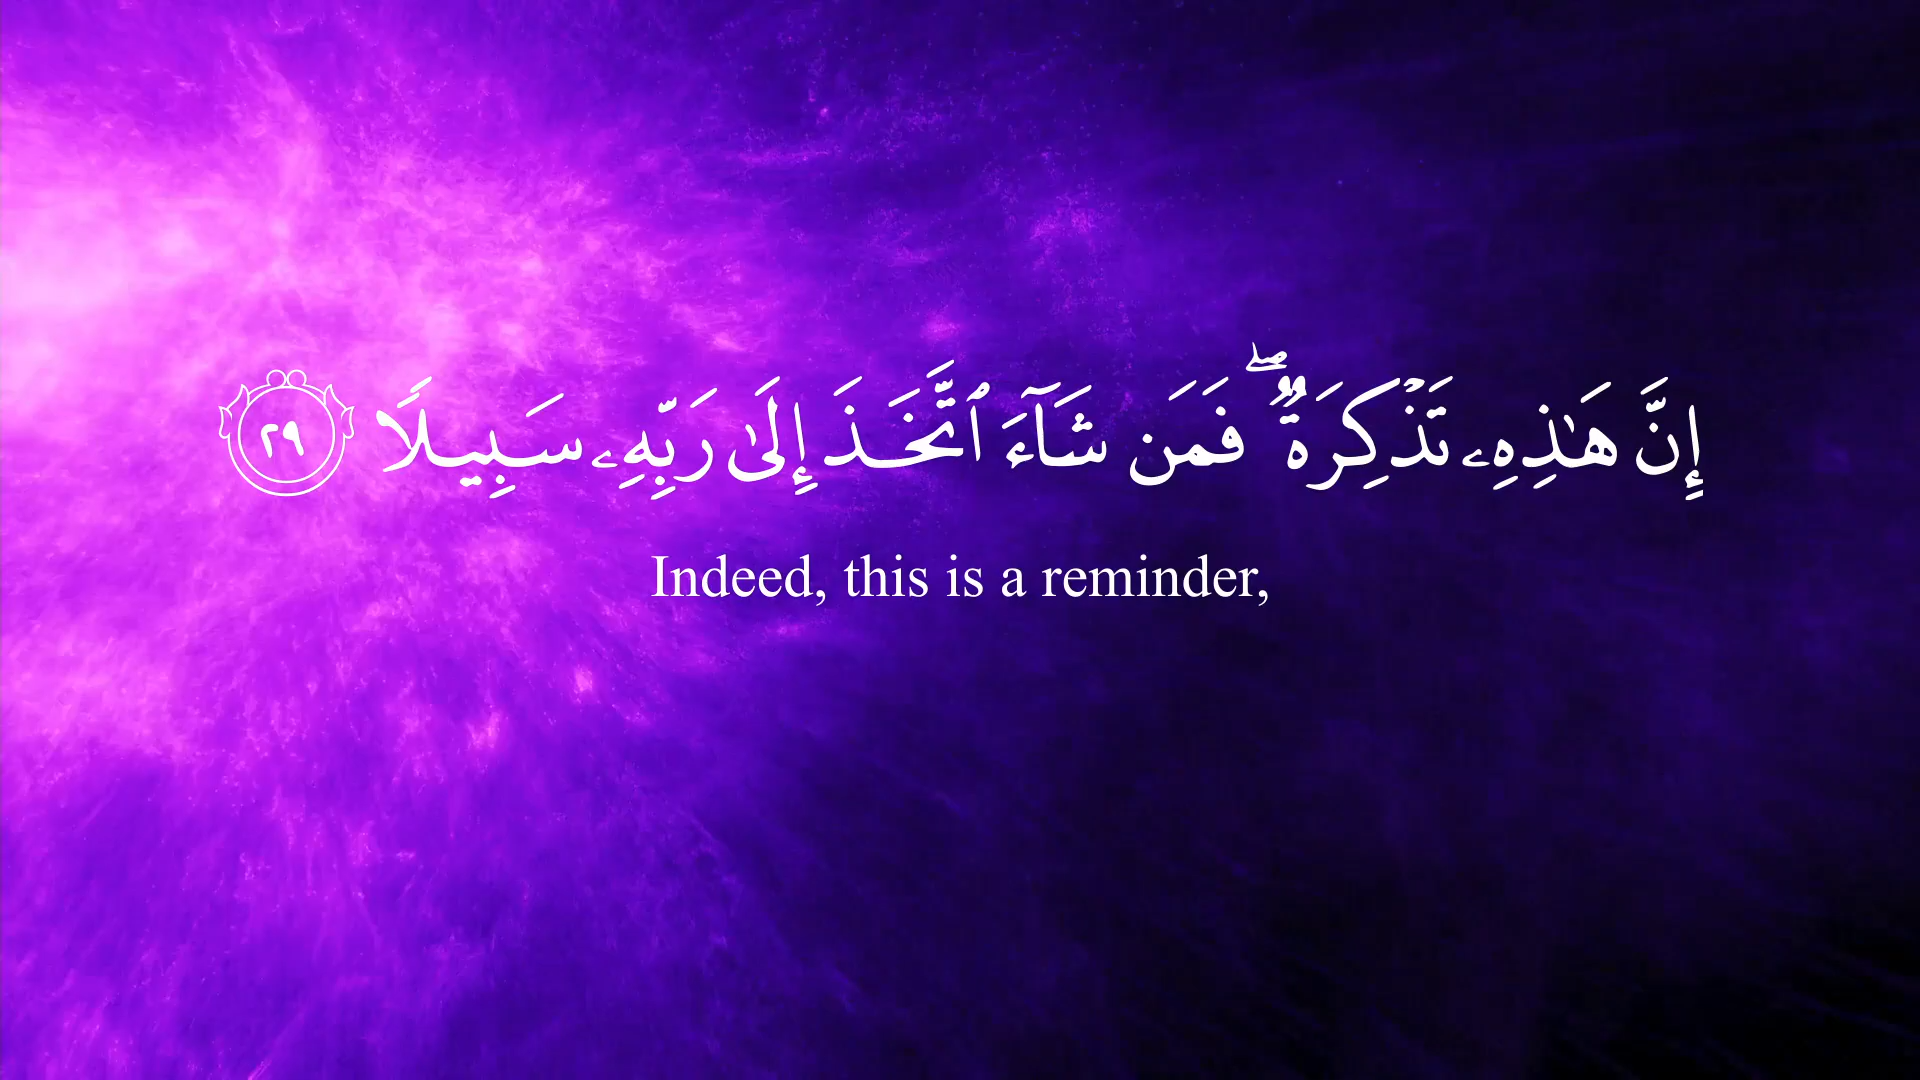 إِنَّ هَـٰذِهِۦ تَذْكِرَةٌ ۖ فَمَن شَآءَ ٱتَّخَذَ إِلَىٰ رَبِّهِۦ سَبِيلًا ٢٩
Indeed, this is a reminder,